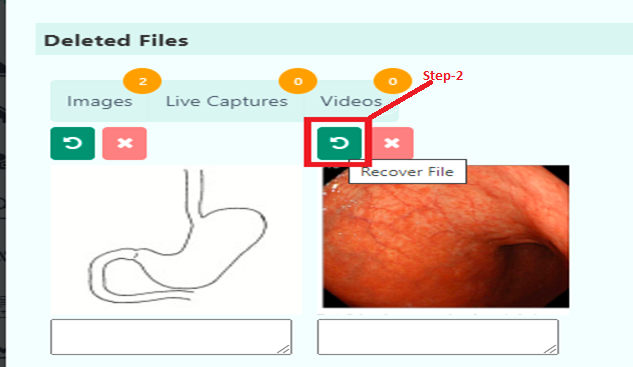 Deleted Files
2
0
0
Step-2
Images
Live Captures
Videos
Recover File